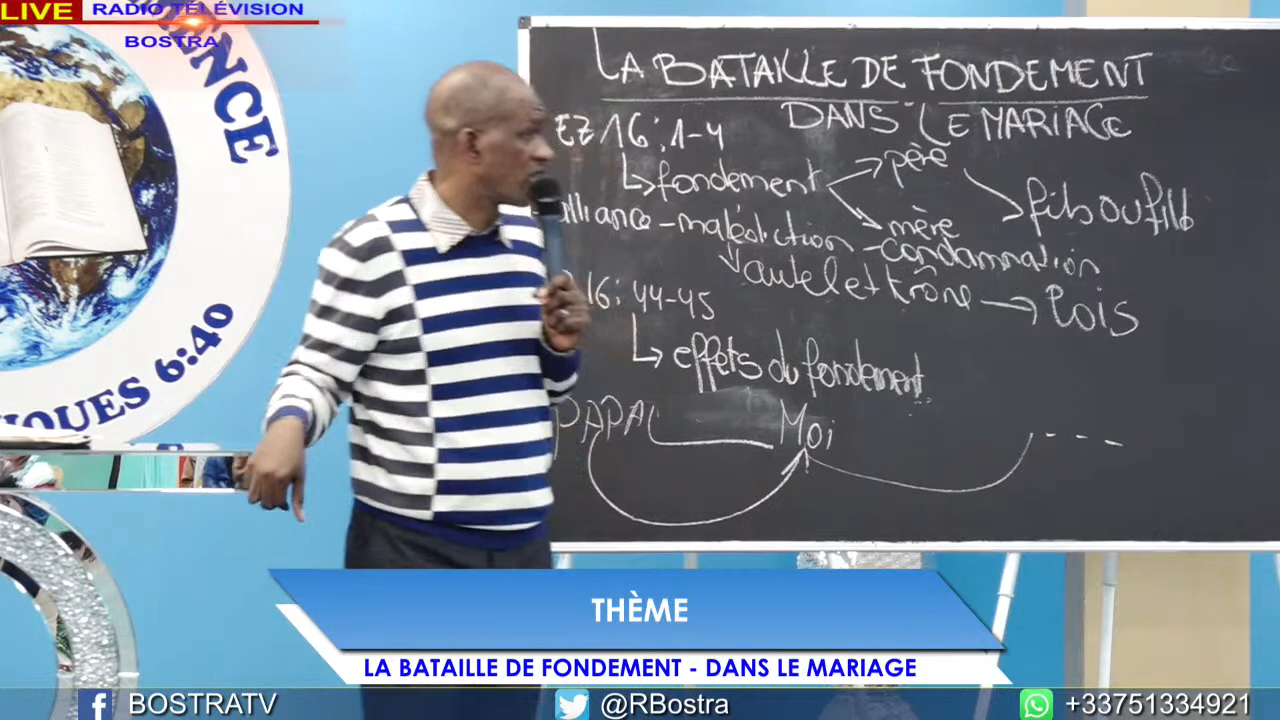 LIVE
RADIO TÉLÉVISION
BOSTRA
ENCE
IQUES 6:40
LA BATAILLE DE FONDEMENT
DANS LE MARIAGE
EZ 16:1-4
fondement → père
mère
fils ou fille
alliance - malédiction - condamnation
autel et trône → lois
16:44-45
effets du fondement
PAPA
Moi
THÈME
LA BATAILLE DE FONDEMENT - DANS LE MARIAGE
BOSTRATV
@RBostra
+33751334921